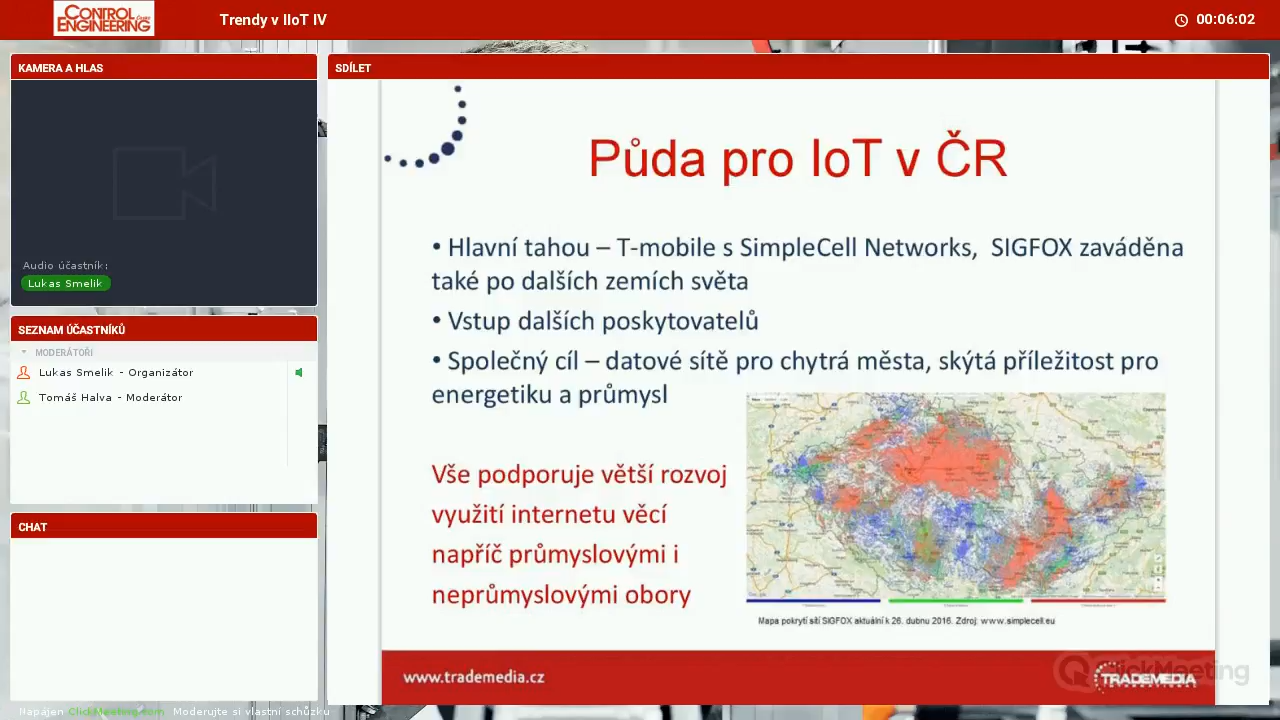 CONTROL
ENGINEERING
Trendy v IIoT IV
00:06:02
KAMERA A HLAS
Audio účastník:
Lukas Smelik
SEZNAM ÚČASTNÍKŮ
MODERÁTOŘI
Lukas Smelik - Organizátor
Tomáš Halva - Moderátor
CHAT
Napájen ClickMeeting.com Moderujte si vlastní schůzku
SDÍLET
Půda pro IoT v ČR
• Hlavní tahou – T-mobile s SimpleCell Networks, SIGFOX zaváděna
také po dalších zemích světa
• Vstup dalších poskytovatelů
• Společný cíl – datové sítě pro chytrá města, skýtá příležitost pro
energetiku a průmysl
Vše podporuje větší rozvoj
využití internetu věcí
napříč průmyslovými i
neprůmyslovými obory
Mapa pokrytí sítí SIGFOX aktuální k 26. dubnu 2016. Zdroj: www.simplecell.eu
www.trademedia.cz
TRADEMEDIA
INTERNATIONAL
ClickMeeting